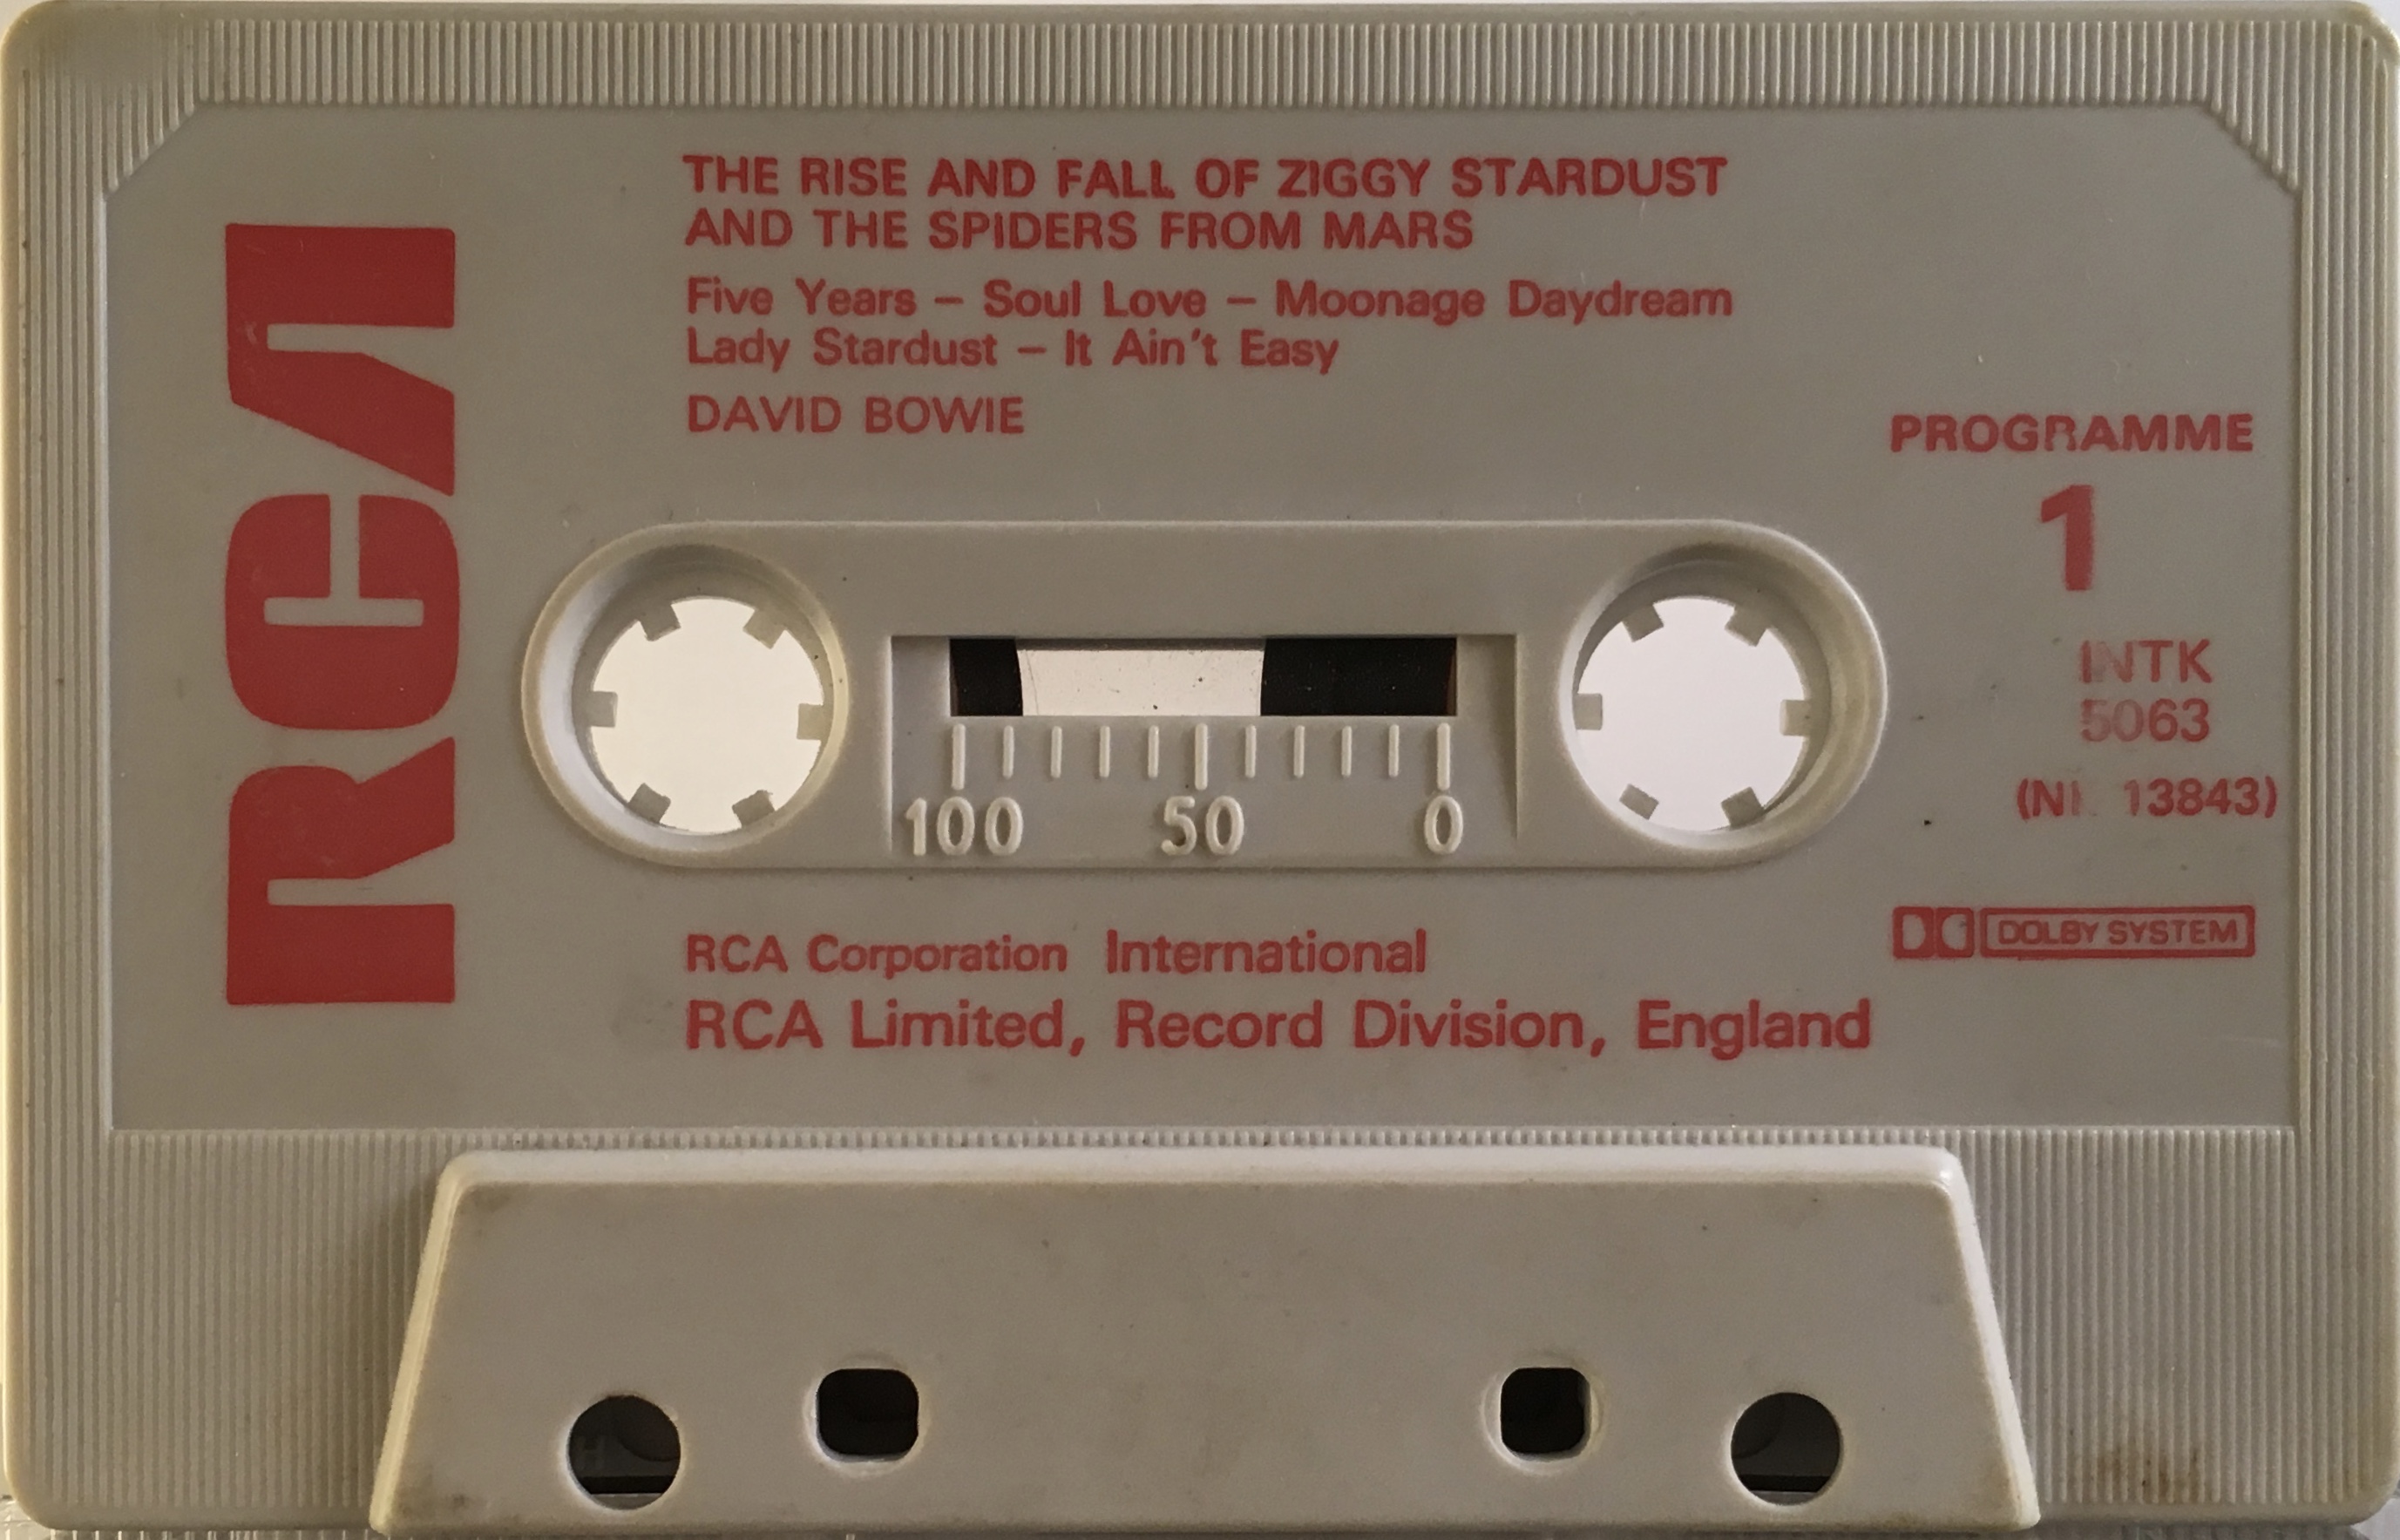 RCA
THE RISE AND FALL OF ZIGGY STARDUST
AND THE SPIDERS FROM MARS
Five Years – Soul Love – Moonage Daydream
Lady Stardust – It Ain't Easy
DAVID BOWIE
PROGRAMME
1
INTK
5063
13843)
100 50 0
DOLBY SYSTEM
RCA Corporation International
RCA Limited, Record Division, England